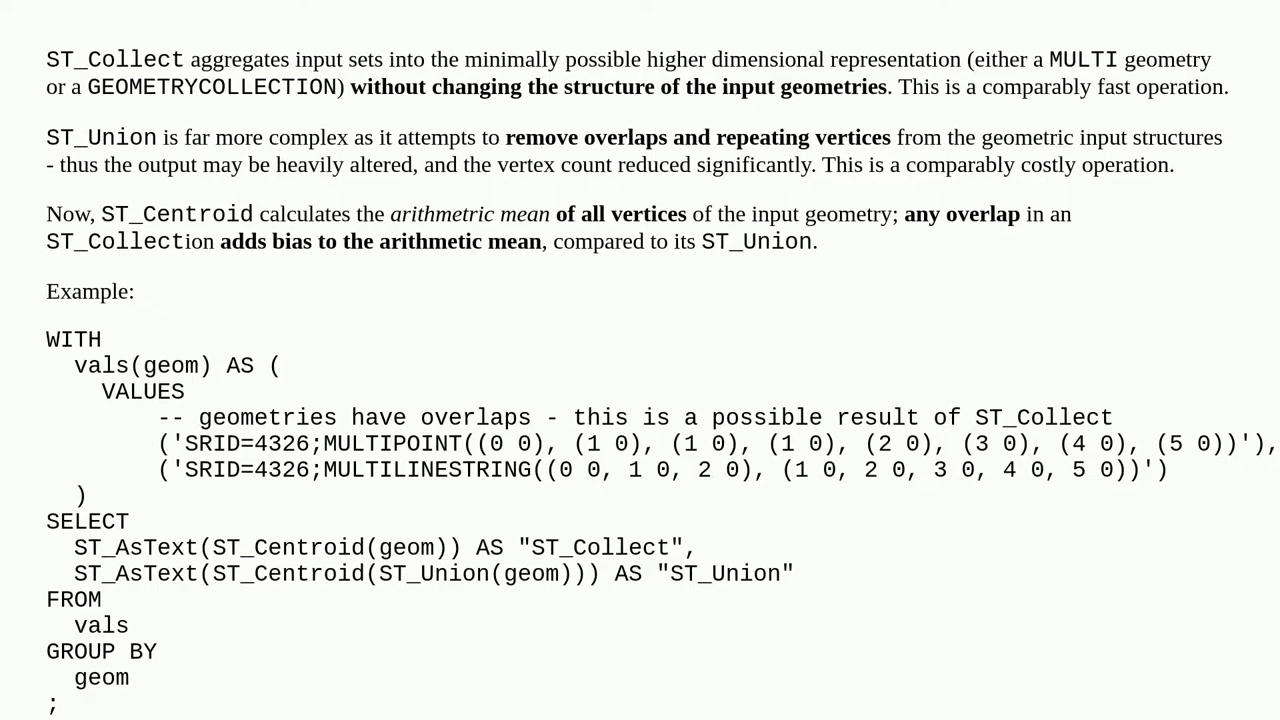 ST_Collect aggregates input sets into the minimally possible higher dimensional representation (either a MULTI geometry
or a GEOMETRYCOLLECTION) without changing the structure of the input geometries. This is a comparably fast operation.
ST_Union is far more complex as it attempts to remove overlaps and repeating vertices from the geometric input structures
- thus the output may be heavily altered, and the vertex count reduced significantly. This is a comparably costly operation.
Now, ST_Centroid calculates the arithmetric mean of all vertices of the input geometry; any overlap in an
ST_Collection adds bias to the arithmetic mean, compared to its ST_Union.
Example:
WITH
  vals(geom) AS (
    VALUES
        -- geometries have overlaps - this is a possible result of ST_Collect
        ('SRID=4326;MULTIPOINT((0 0), (1 0), (1 0), (1 0), (2 0), (3 0), (4 0), (5 0))'),
        ('SRID=4326;MULTILINESTRING((0 0, 1 0, 2 0), (1 0, 2 0, 3 0, 4 0, 5 0))')
  )
SELECT
  ST_AsText(ST_Centroid(geom)) AS "ST_Collect",
  ST_AsText(ST_Centroid(ST_Union(geom))) AS "ST_Union"
FROM
  vals
GROUP BY
  geom
;